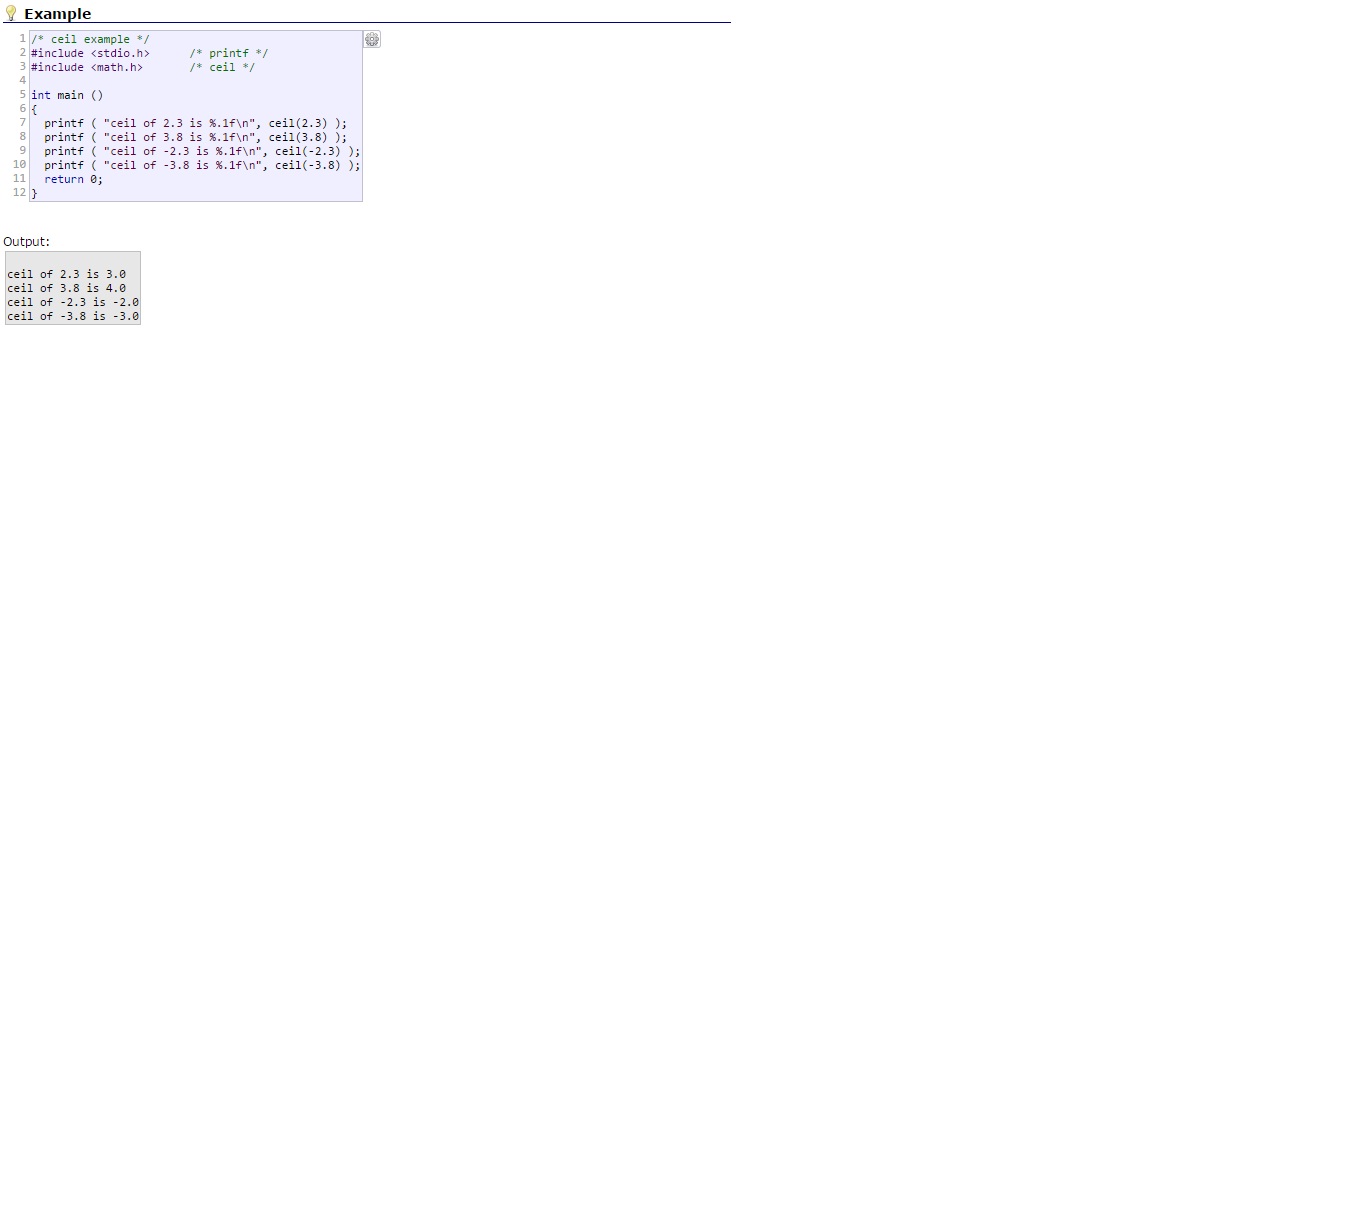 Example
1 /* ceil example */
2 #include <stdio.h>      /* printf */
3 #include <math.h>       /* ceil */
4
5 int main ()
6 {
7   printf ( "ceil of 2.3 is %.1f\n", ceil(2.3) );
8   printf ( "ceil of 3.8 is %.1f\n", ceil(3.8) );
9   printf ( "ceil of -2.3 is %.1f\n", ceil(-2.3) );
10   printf ( "ceil of -3.8 is %.1f\n", ceil(-3.8) );
11   return 0;
12 }
Output:
ceil of 2.3 is 3.0
ceil of 3.8 is 4.0
ceil of -2.3 is -2.0
ceil of -3.8 is -3.0